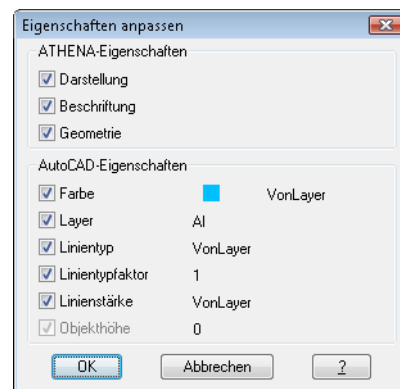 Eigenschaften anpassen
ATHENA-Eigenschaften
Darstellung
Beschriftung
Geometrie
AutoCAD-Eigenschaften
Farbe VonLayer
Layer Al
Linientyp VonLayer
Linientypfaktor 1
Linienstärke VonLayer
Objekthöhe 0
OK Abbrechen ?